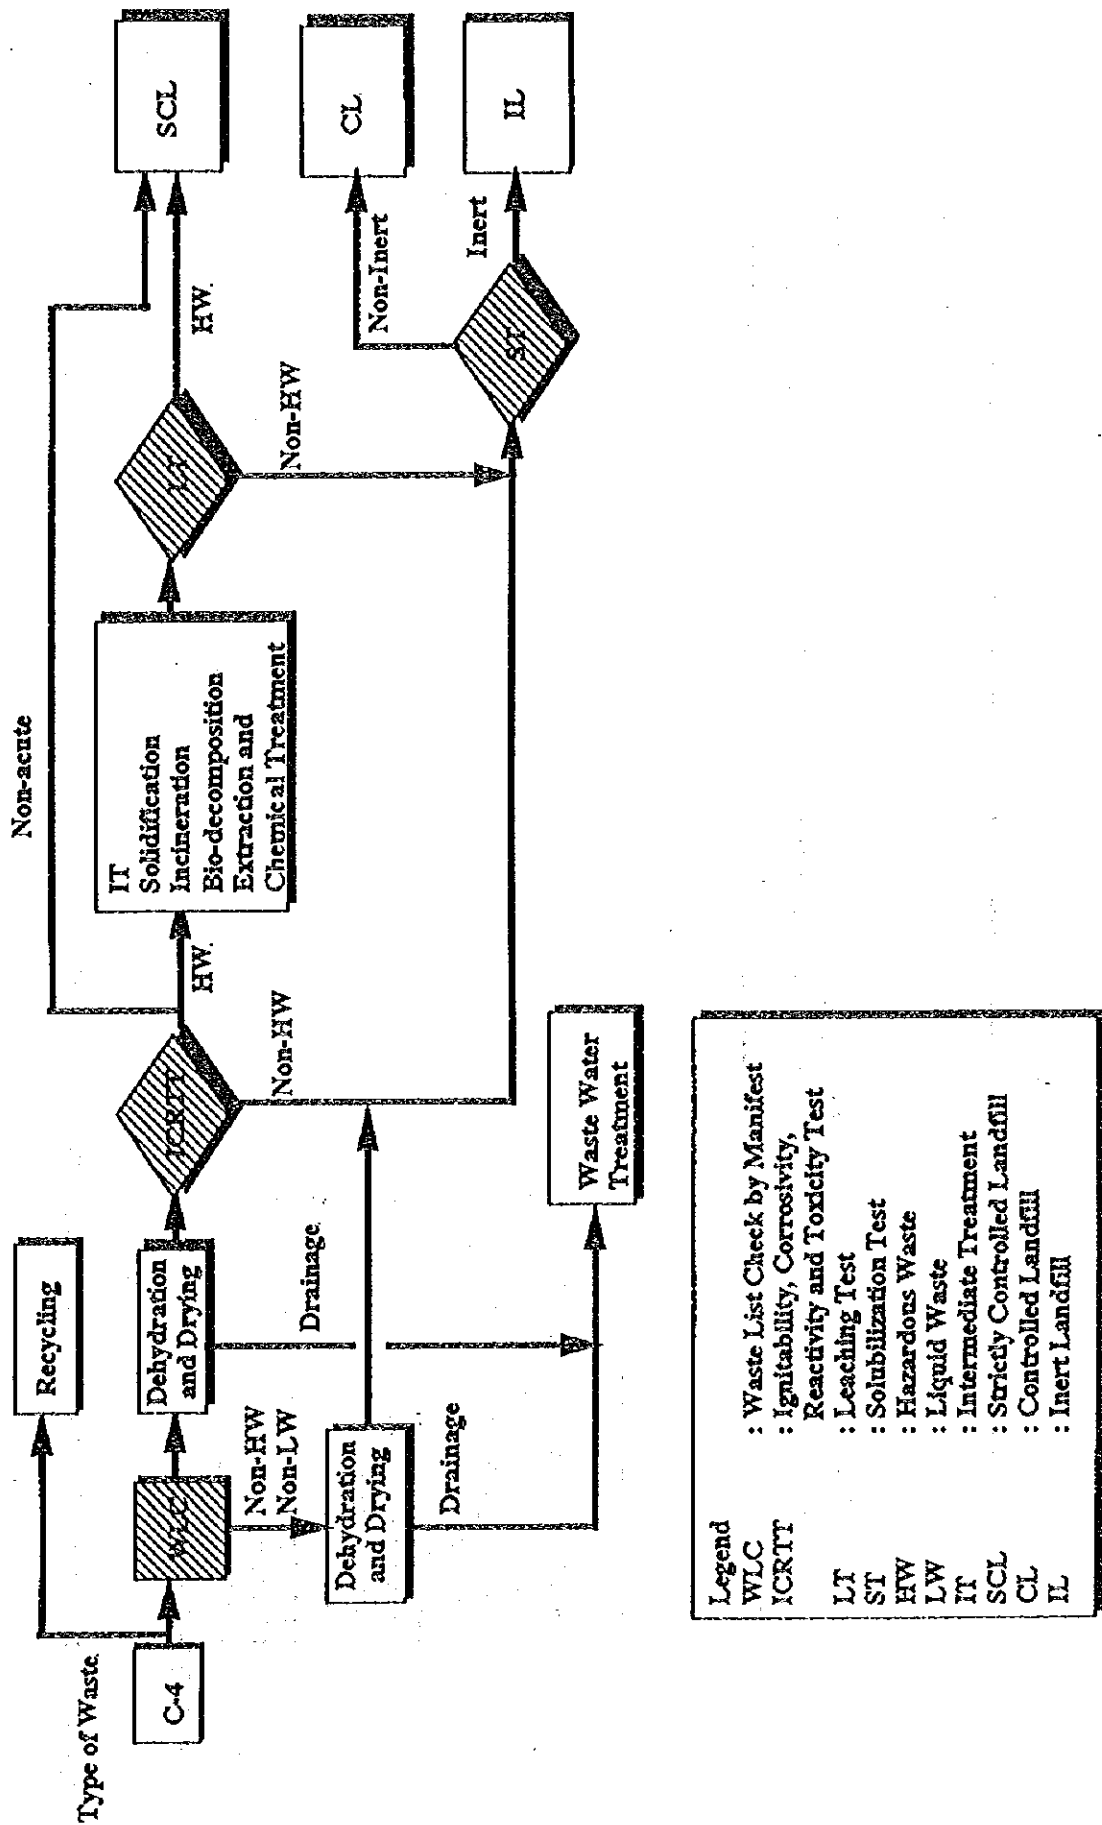 Type of Waste
C-4
Recycling
WLC
Non-HW
Non-LW
Dehydration
and Drying
Drainage
Dehydration
and Drying
Drainage
ICRTT
Non-acute
HW.
Non-HW
Waste Water
Treatment
IT
Solidification
Incineration
Bio-decomposition
Extraction and
Chemical Treatment
LT
HW.
Non-HW
ST
Non-Inert
Inert
SCL
CL
IL
Legend
WLC : Waste List Check by Manifest
ICRTT : Ignitability, Corrosivity,
Reactivity and Toxicity Test
LT : Leaching Test
ST : Solubilization Test
HW : Hazardous Waste
LW : Liquid Waste
IT : Intermediate Treatment
SCL : Strictly Controlled Landfill
CL : Controlled Landfill
IL : Inert Landfill